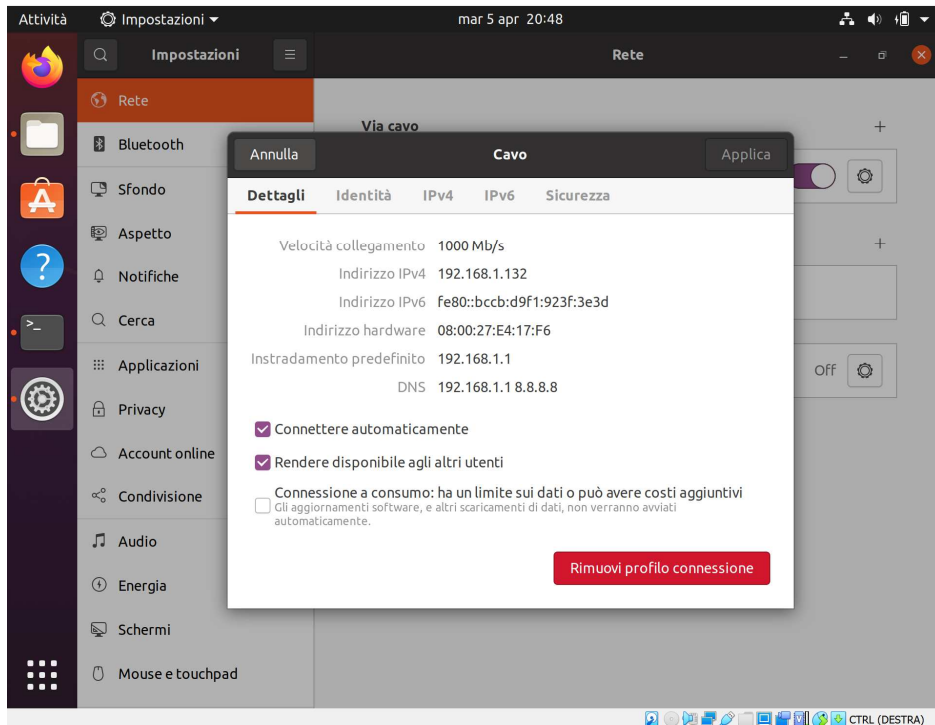 Attività Impostazioni mar 5 apr 20:48
Impostazioni Rete
Rete
Bluetooth
Sfondo
Aspetto
Notifiche
Cerca
Applicazioni
Privacy
Account online
Condivisione
Audio
Energia
Schermi
Mouse e touchpad
Via cavo
Off
Annulla Cavo Applica
Dettagli Identità IPv4 IPv6 Sicurezza
Velocità collegamento 1000 Mb/s
Indirizzo IPv4 192.168.1.132
Indirizzo IPv6 fe80::bccb:d9f1:923f:3e3d
Indirizzo hardware 08:00:27:E4:17:F6
Instradamento predefinito 192.168.1.1
DNS 192.168.1.1 8.8.8.8
Connettere automaticamente
Rendere disponibile agli altri utenti
Connessione a consumo: ha un limite sui dati o può avere costi aggiuntivi
Gli aggiornamenti software, e altri scaricamenti di dati, non verranno avviati
automaticamente.
Rimuovi profilo connessione
CTRL (DESTRA)